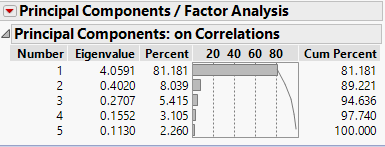 Principal Components / Factor Analysis
Principal Components: on Correlations
Number Eigenvalue Percent 20 40 60 80 Cum Percent
1 4.0591 81.181 81.181
2 0.4020 8.039 89.221
3 0.2707 5.415 94.636
4 0.1552 3.105 97.740
5 0.1130 2.260 100.000